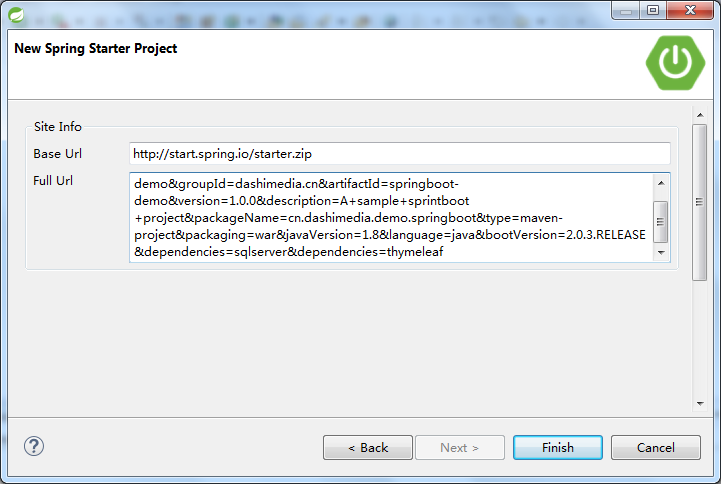 New Spring Starter Project
Site Info
Base Url
http://start.spring.io/starter.zip
Full Url
demo&groupId=dashimedia.cn&artifactId=springboot-
demo&version=1.0.0&description=A+sample+sprintboot
+project&packageName=cn.dashimedia.demo.springboot&type=maven-
project&packaging=war&javaVersion=1.8&language=java&bootVersion=2.0.3.RELEASE
&dependencies=sqlserver&dependencies=thymeleaf
?
< Back
Next >
Finish
Cancel